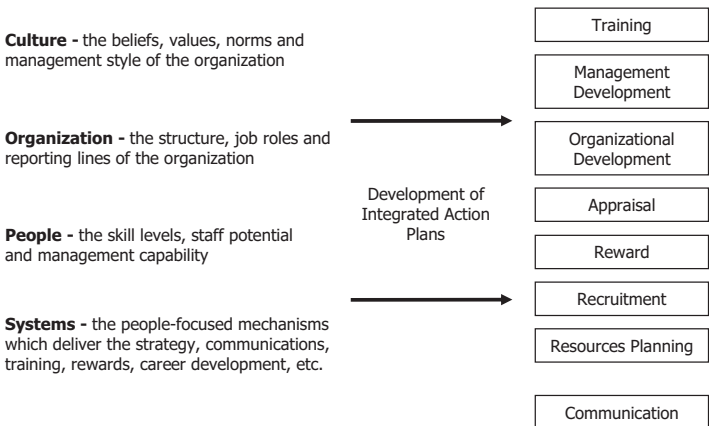 Culture - the beliefs, values, norms and
management style of the organization
Organization - the structure, job roles and
reporting lines of the organization
People - the skill levels, staff potential
and management capability
Systems - the people-focused mechanisms
which deliver the strategy, communications,
training, rewards, career development, etc.
Development of
Integrated Action
Plans
Training
Management
Development
Organizational
Development
Appraisal
Reward
Recruitment
Resources Planning
Communication